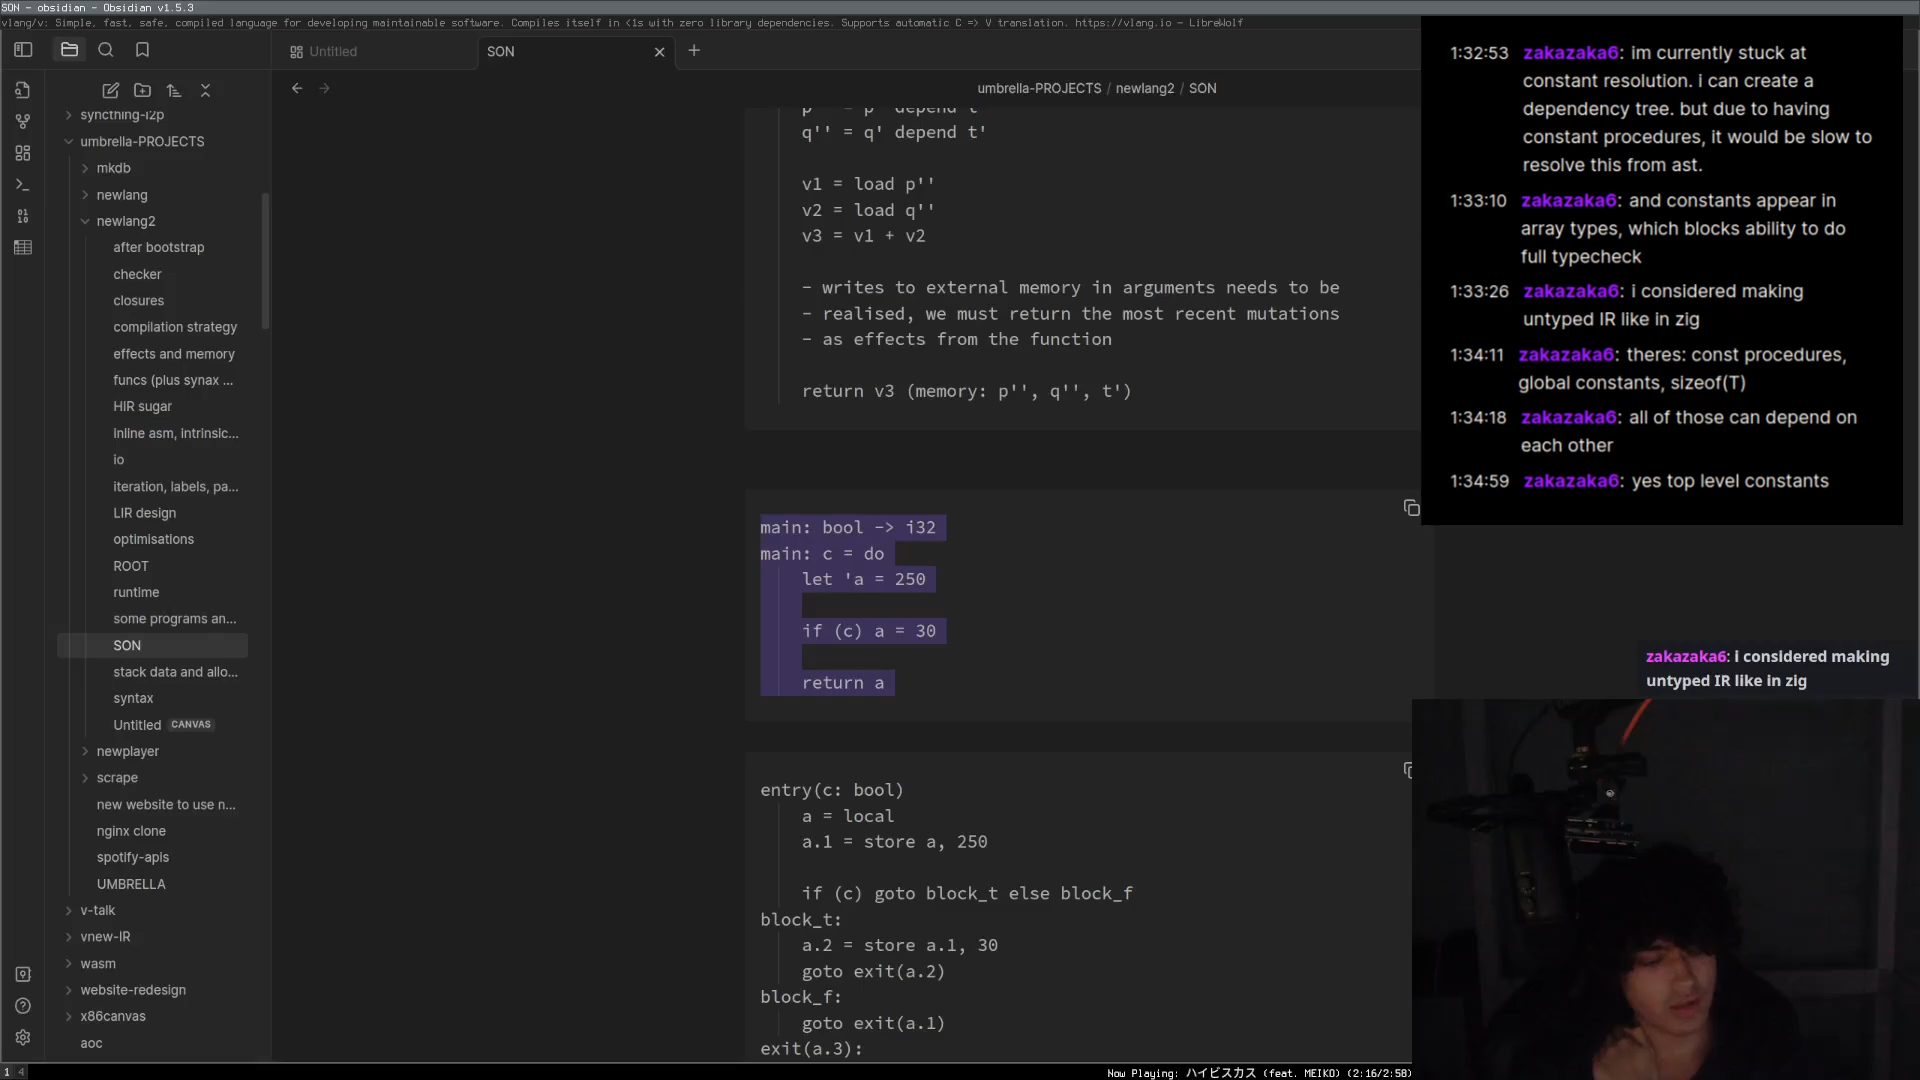 SON - obsidian - Obsidian v1.5.3
vlang/v: Simple, fast, safe, compiled language for developing maintainable software. Compiles itself in <1s with zero library dependencies. Supports automatic C => V translation. https://vlang.io - LibreWolf
Untitled
SON
umbrella-PROJECTS / newlang2 / SON
syncthing-i2p
umbrella-PROJECTS
mkdb
newlang
newlang2
after bootstrap
checker
closures
compilation strategy
effects and memory
funcs (plus synax ...
HIR sugar
inline asm, intrinsic...
io
iteration, labels, pa...
LIR design
optimisations
ROOT
runtime
some programs an...
SON
stack data and allo...
syntax
Untitled CANVAS
newplayer
scrape
new website to use n...
nginx clone
spotify-apis
UMBRELLA
v-talk
vnew-IR
wasm
website-redesign
x86canvas
aoc
q'' = q' depend t'
v1 = load p''
v2 = load q''
v3 = v1 + v2
- writes to external memory in arguments needs to be
- realised, we must return the most recent mutations
- as effects from the function
return v3 (memory: p'', q'', t')
main: bool -> i32
main: c = do
let 'a = 250
if (c) a = 30
return a
entry(c: bool)
a = local
a.1 = store a, 250
if (c) goto block_t else block_f
block_t:
a.2 = store a.1, 30
goto exit(a.2)
block_f:
goto exit(a.1)
exit(a.3):
1:32:53 zakazaka6: im currently stuck at
constant resolution. i can create a
dependency tree. but due to having
constant procedures, it would be slow to
resolve this from ast.
1:33:10 zakazaka6: and constants appear in
array types, which blocks ability to do
full typecheck
1:33:26 zakazaka6: i considered making
untyped IR like in zig
1:34:11 zakazaka6: theres: const procedures,
global constants, sizeof(T)
1:34:18 zakazaka6: all of those can depend on
each other
1:34:59 zakazaka6: yes top level constants
zakazaka6: i considered making
untyped IR like in zig
1 4
Now Playing: ハイビスカス (feat. MEIKO) (2:16/2:58)